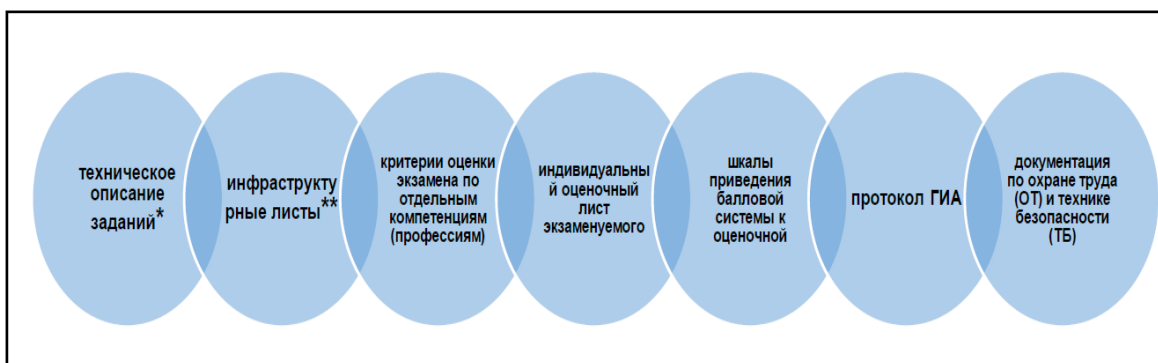 техническое
описание
заданий*
инфраструкту
рные листы**
критерии оценки
экзамена по
отдельным
компетенциям
(профессиям)
индивидуальны
й оценочный
лист
экзаменуемого
шкалы
приведения
балловой
системы к
оценочной
протокол ГИА
документация
по охране труда
(ОТ) и технике
безопасности
(ТБ)